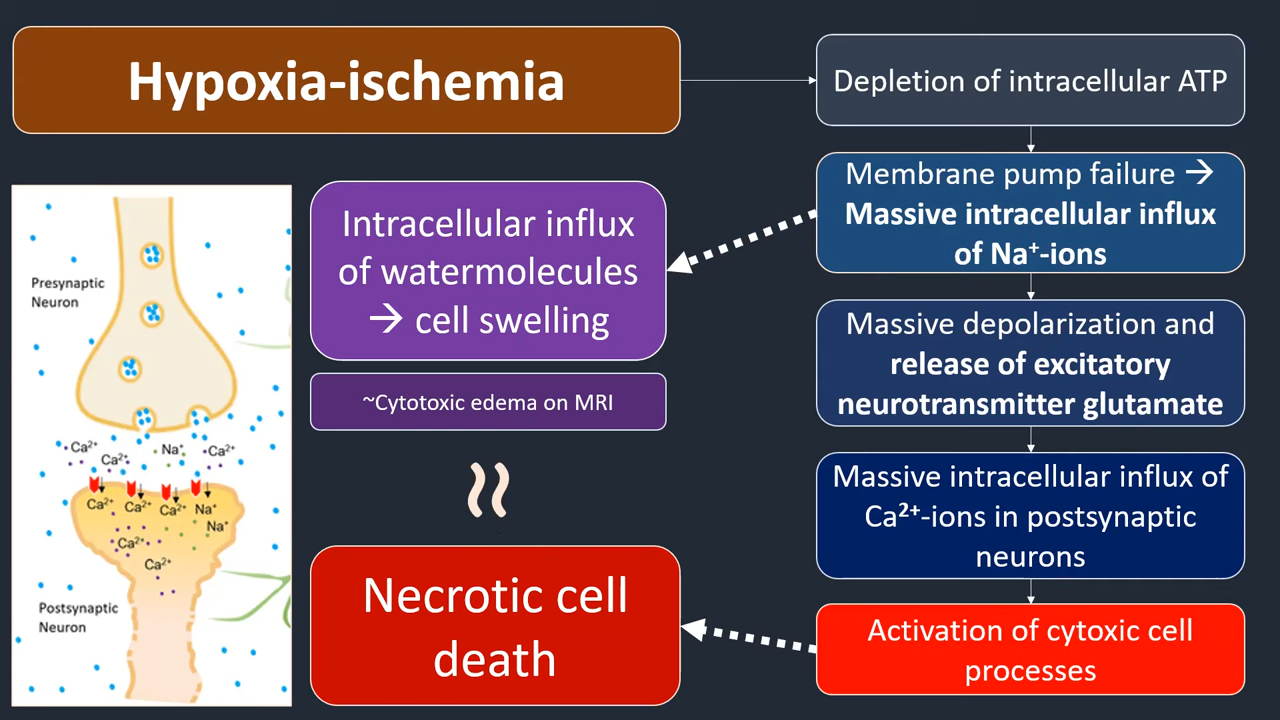 Hypoxia-ischemia
Depletion of intracellular ATP
Membrane pump failure →
Massive intracellular influx
of Na⁺-ions
Massive depolarization and
release of excitatory
neurotransmitter glutamate
Massive intracellular influx of
Ca²⁺-ions in postsynaptic
neurons
Activation of cytoxic cell
processes
Intracellular influx
of watermolecules
→ cell swelling
~Cytotoxic edema on MRI
Necrotic cell
death
Presynaptic
Neuron
Ca²⁺
Ca²⁺
Na⁺
Ca²⁺
Ca²⁺
Ca²⁺
Ca²⁺
Na⁺
Na⁺
Ca²⁺
Ca²⁺
Postsynaptic
Neuron